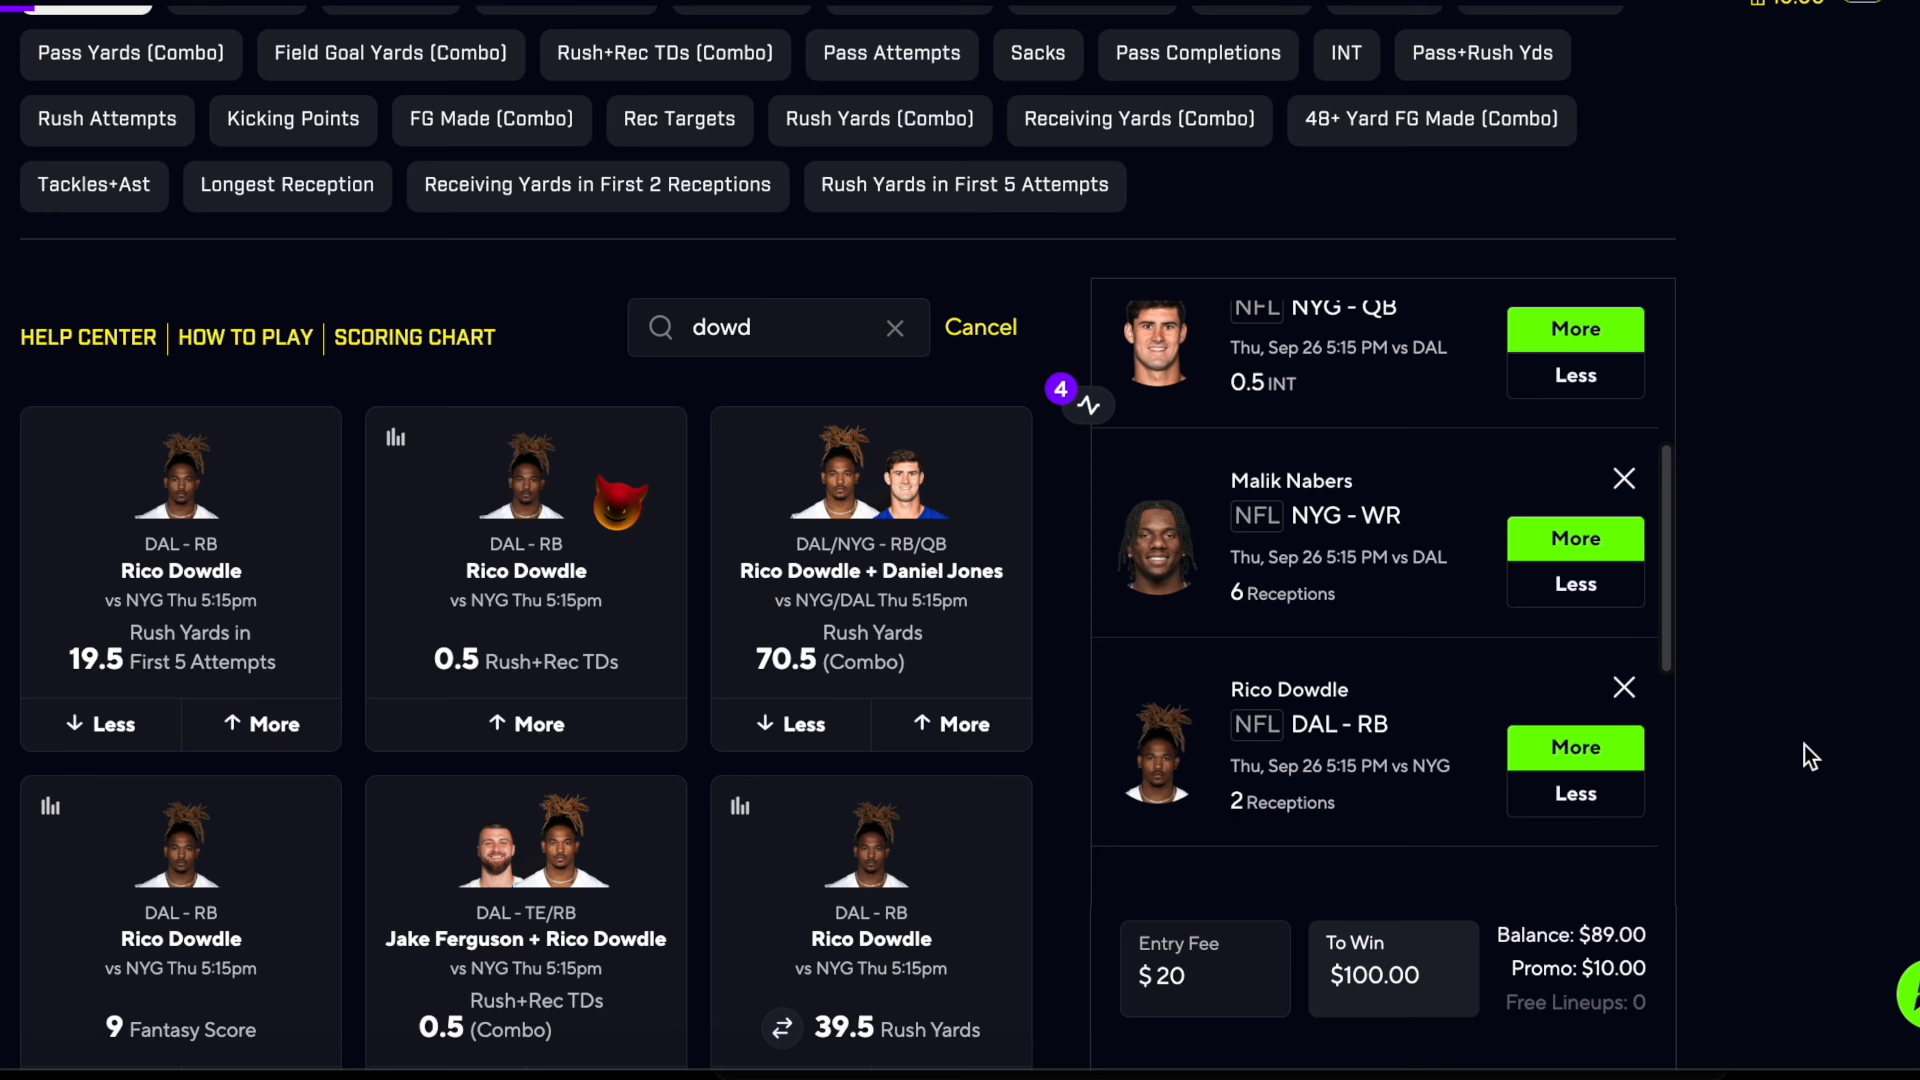 Pass Yards (Combo)
Field Goal Yards (Combo)
Rush+Rec TDs (Combo)
Pass Attempts
Sacks
Pass Completions
INT
Pass+Rush Yds
Rush Attempts
Kicking Points
FG Made (Combo)
Rec Targets
Rush Yards (Combo)
Receiving Yards (Combo)
48+ Yard FG Made (Combo)
Tackles+Ast
Longest Reception
Receiving Yards in First 2 Receptions
Rush Yards in First 5 Attempts
HELP CENTER
HOW TO PLAY
SCORING CHART
dowd
Cancel
DAL - RB
Rico Dowdle
vs NYG Thu 5:15pm
Rush Yards in
19.5 First 5 Attempts
Less
More
DAL - RB
Rico Dowdle
vs NYG Thu 5:15pm
0.5 Rush+Rec TDs
More
DAL/NYG - RB/QB
Rico Dowdle + Daniel Jones
vs NYG/DAL Thu 5:15pm
Rush Yards
70.5 (Combo)
Less
More
DAL - RB
Rico Dowdle
vs NYG Thu 5:15pm
9 Fantasy Score
DAL - TE/RB
Jake Ferguson + Rico Dowdle
vs NYG Thu 5:15pm
Rush+Rec TDs
0.5 (Combo)
DAL - RB
Rico Dowdle
vs NYG Thu 5:15pm
39.5 Rush Yards
4
NFL NYG - QB
Thu, Sep 26 5:15 PM vs DAL
0.5 INT
More
Less
Malik Nabers
NFL NYG - WR
Thu, Sep 26 5:15 PM vs DAL
6 Receptions
More
Less
Rico Dowdle
NFL DAL - RB
Thu, Sep 26 5:15 PM vs NYG
2 Receptions
More
Less
Entry Fee
$ 20
To Win
$100.00
Balance: $89.00
Promo: $10.00
Free Lineups: 0